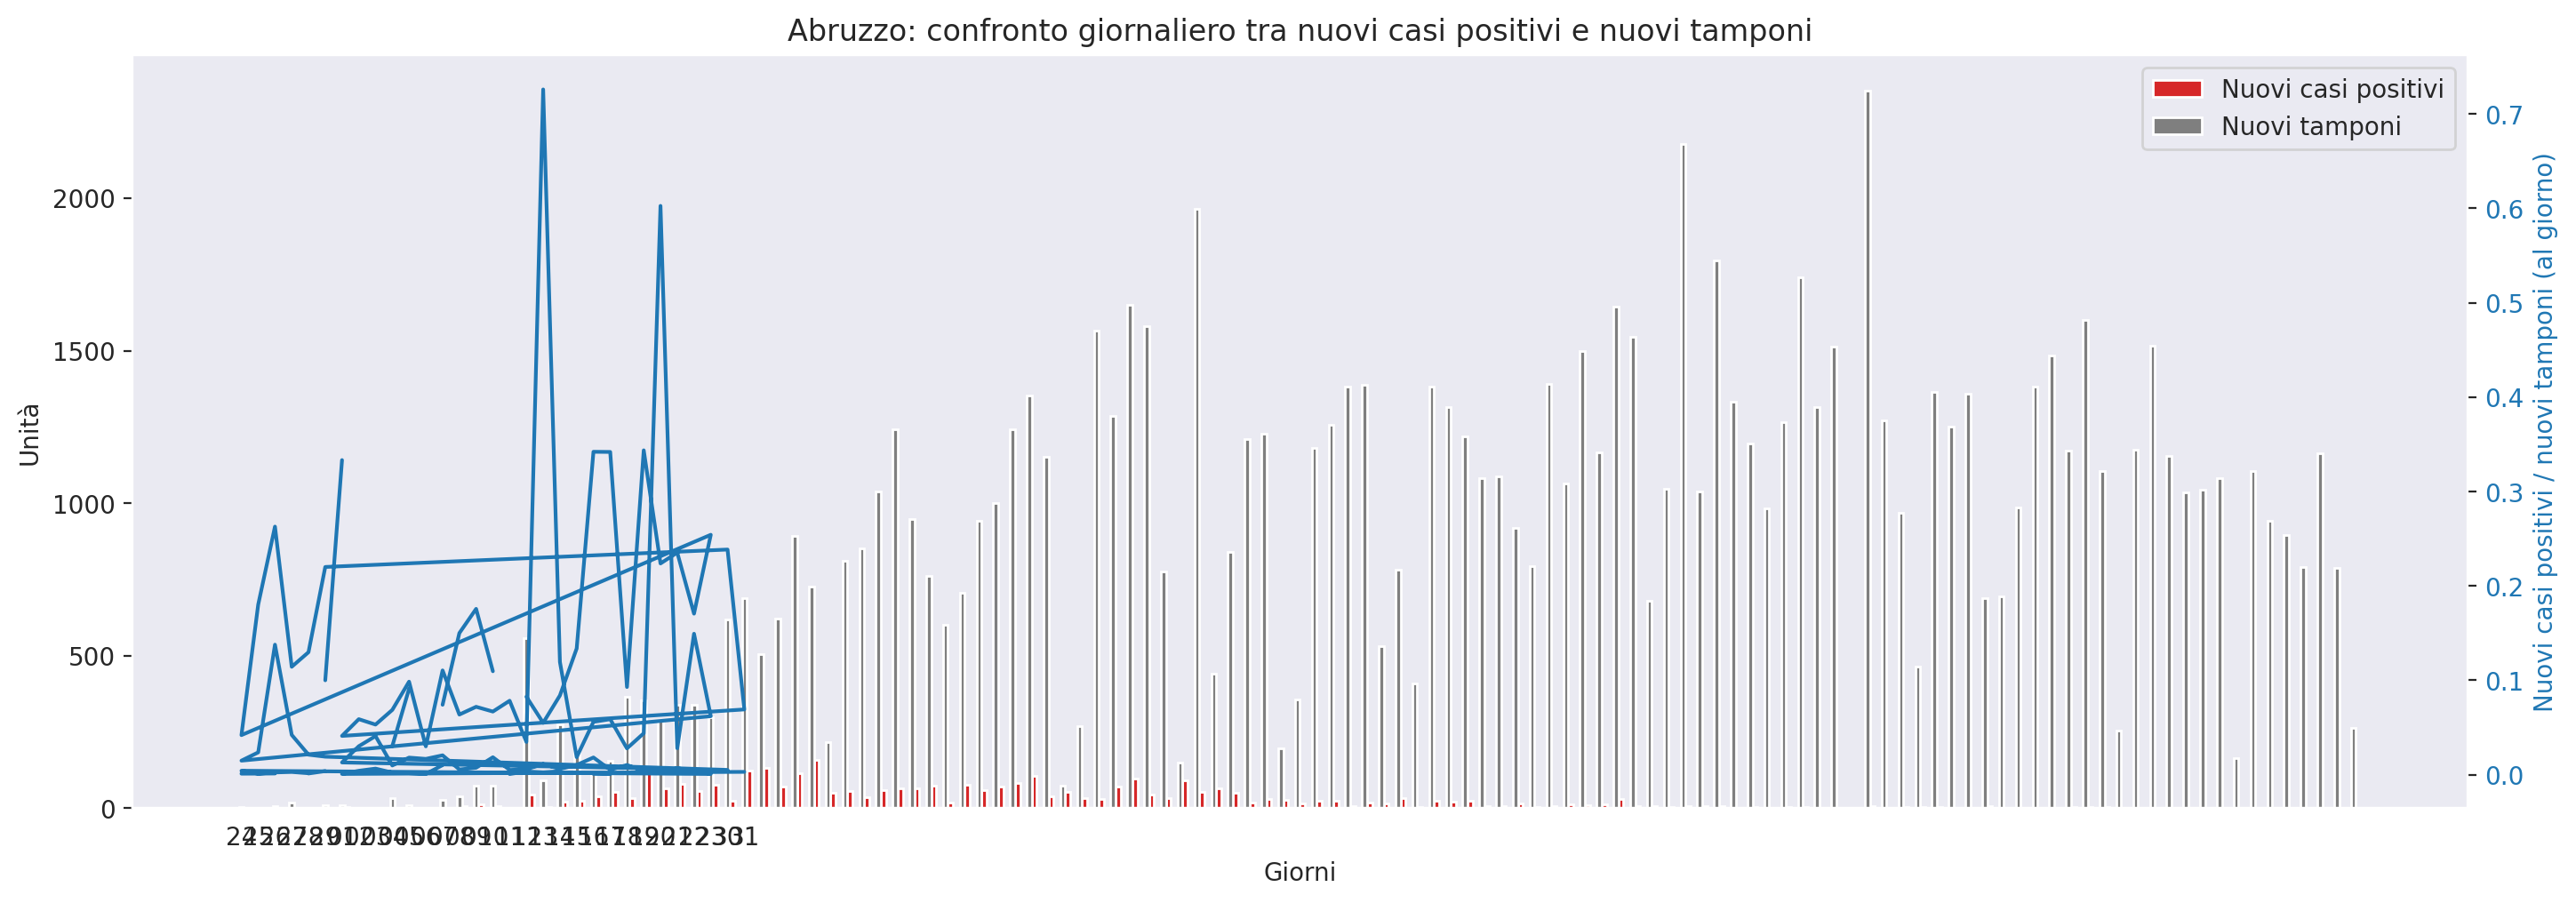 Abruzzo: confronto giornaliero tra nuovi casi positivi e nuovi tamponi
Nuovi casi positivi
Nuovi tamponi
Unità
2000
1500
1000
500
0
0.7
0.6
0.5
0.4
0.3
0.2
0.1
0.0
Nuovi casi positivi / nuovi tamponi (al giorno)
Giorni